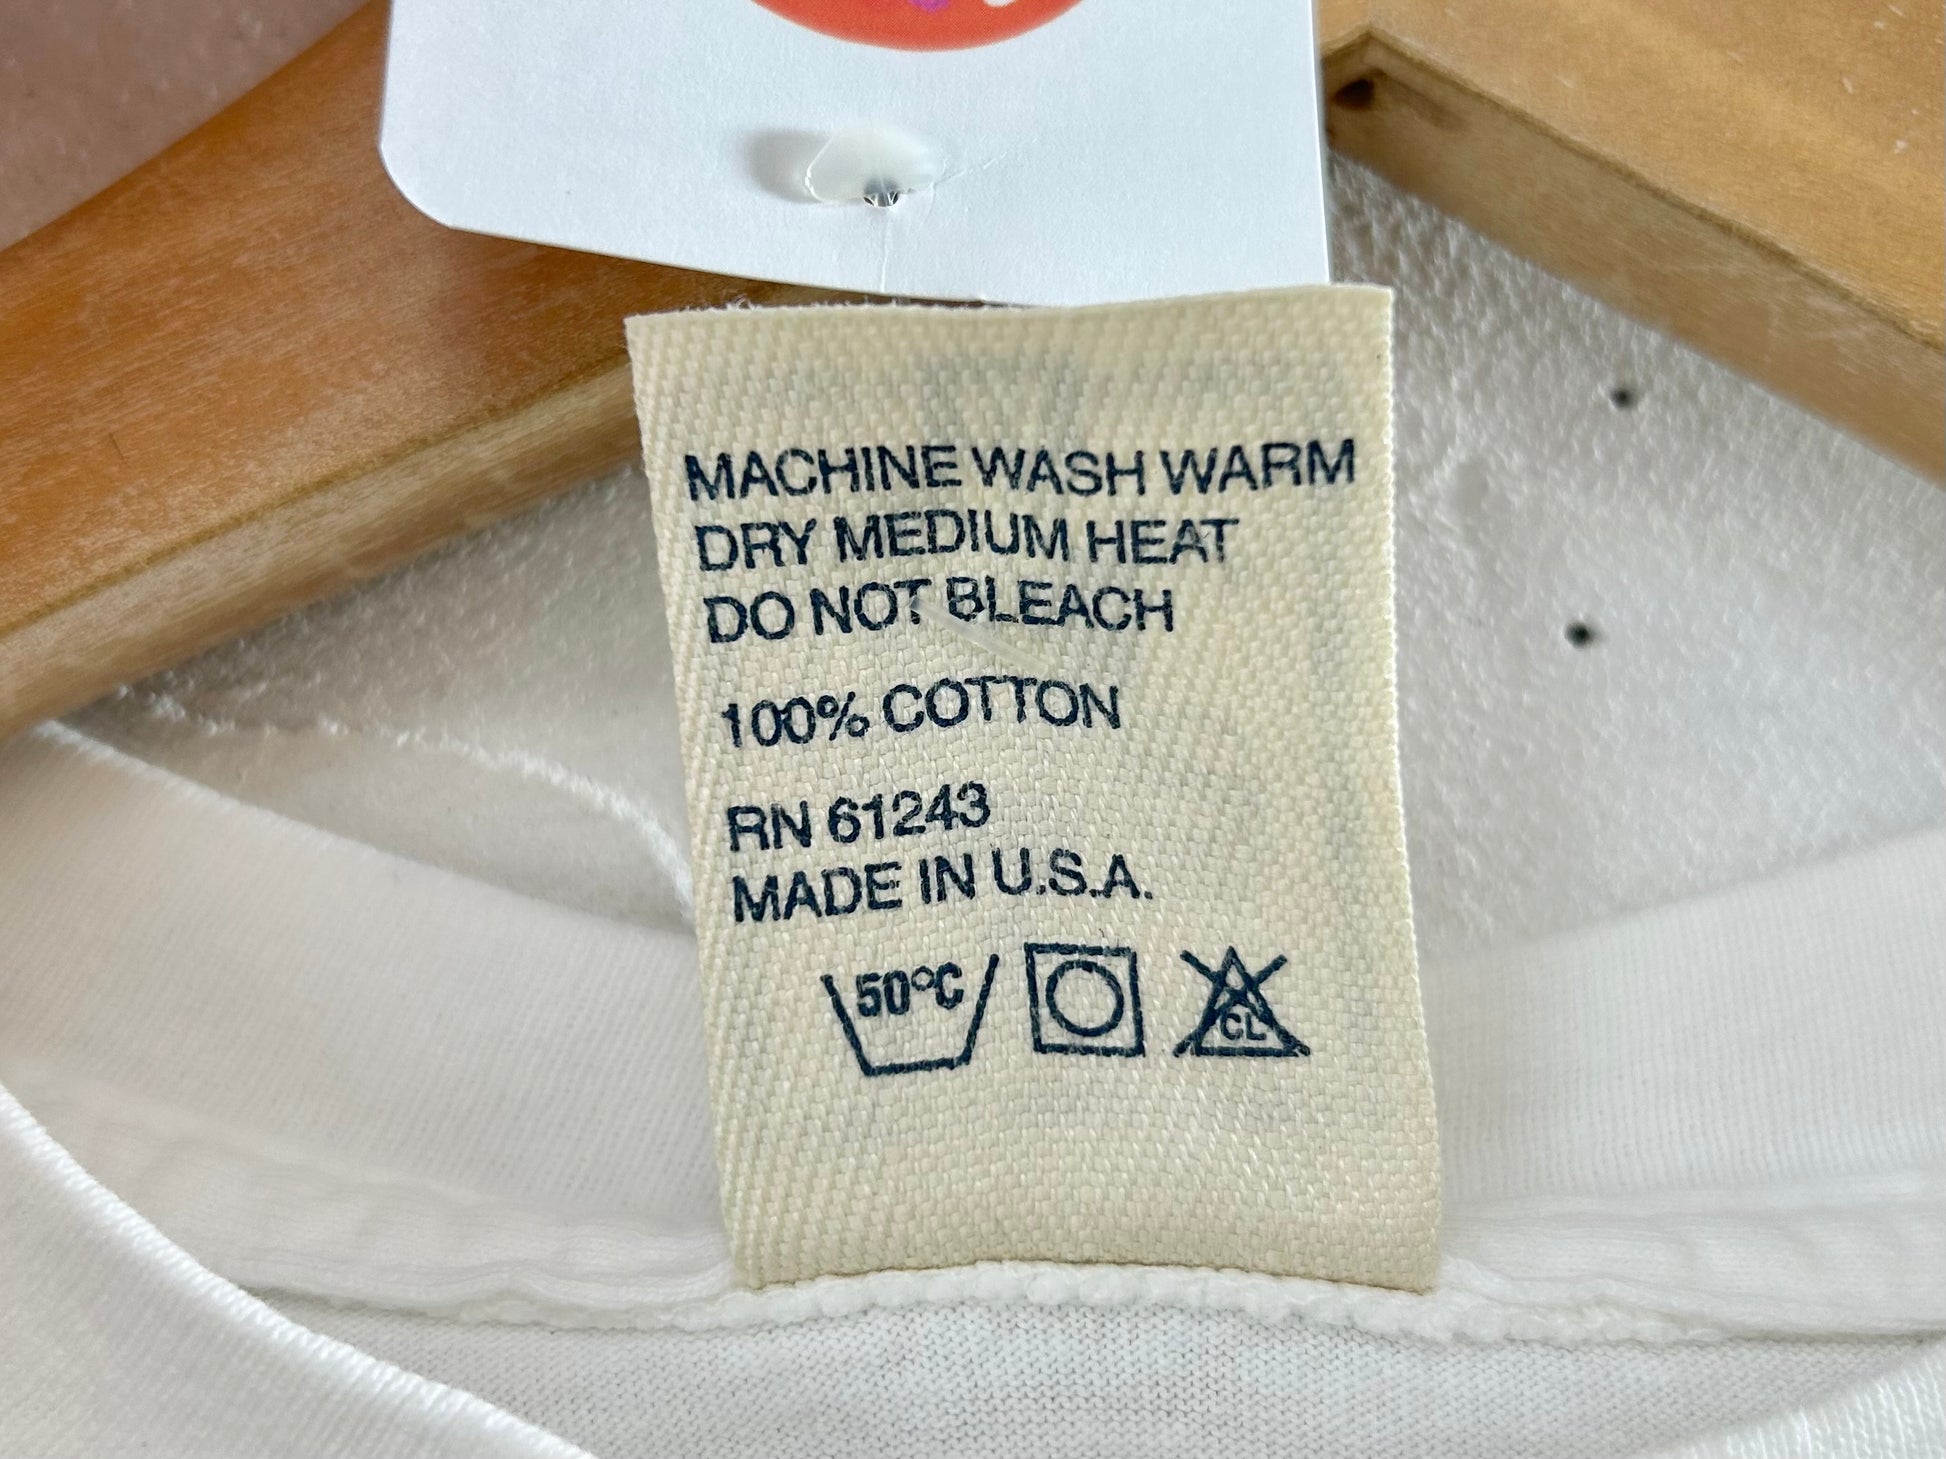 MACHINE WASH WARM
DRY MEDIUM HEAT
DO NOT BLEACH
100% COTTON
RN 61243
MADE IN U.S.A.
50°C
CL